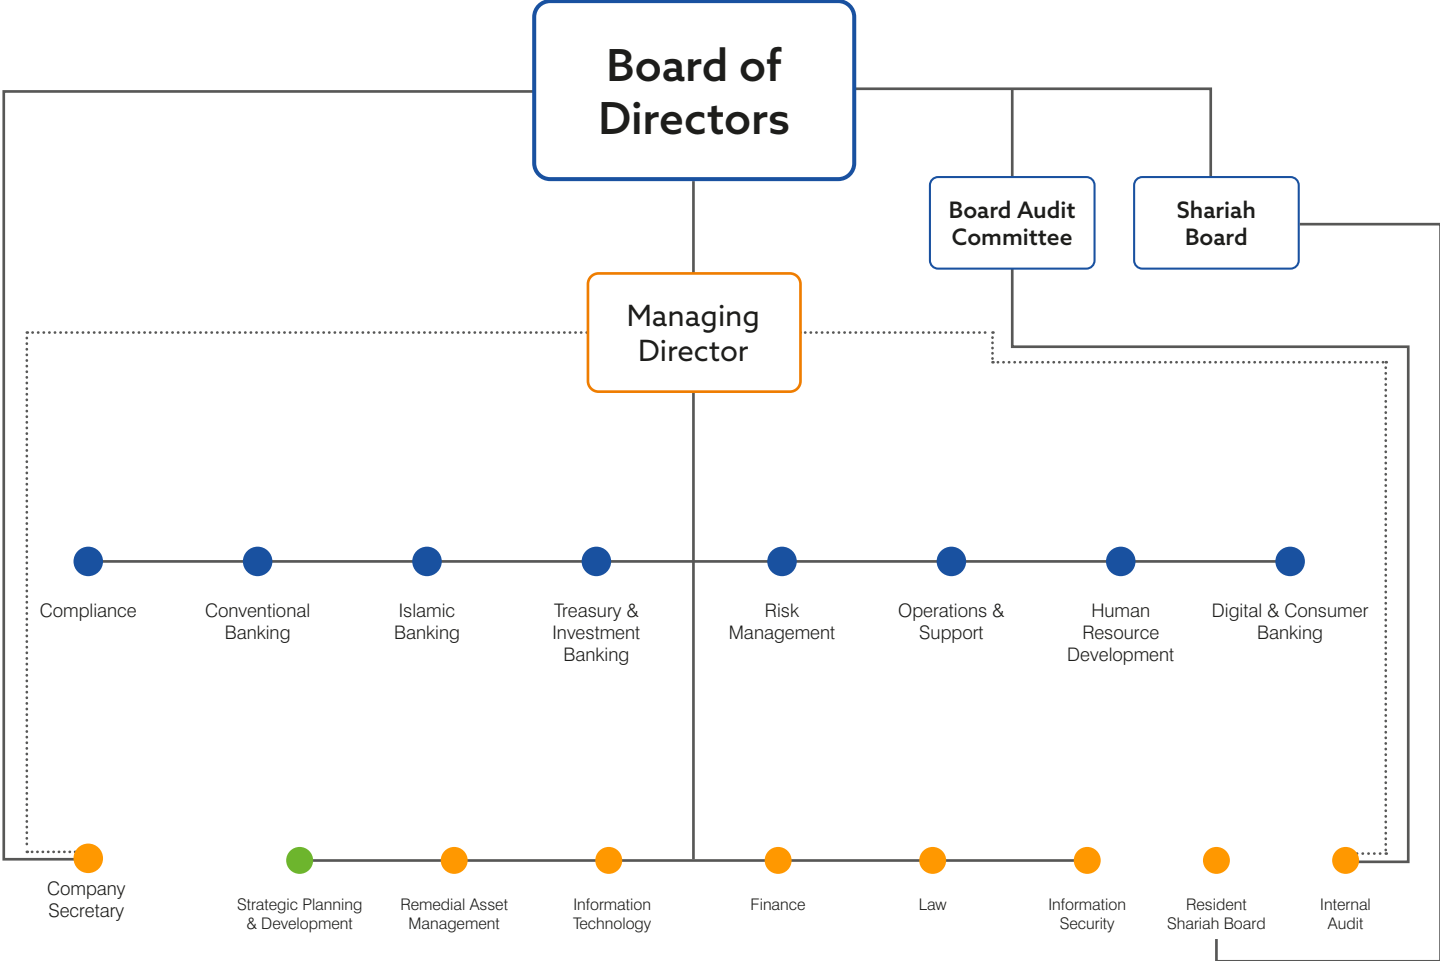 Board of
Directors
Board Audit
Committee
Shariah
Board
Managing
Director
Compliance
Conventional
Banking
Islamic
Banking
Treasury &
Investment
Banking
Risk
Management
Operations &
Support
Human
Resource
Development
Digital & Consumer
Banking
Company
Secretary
Strategic Planning
& Development
Remedial Asset
Management
Information
Technology
Finance
Law
Information
Security
Resident
Shariah Board
Internal
Audit